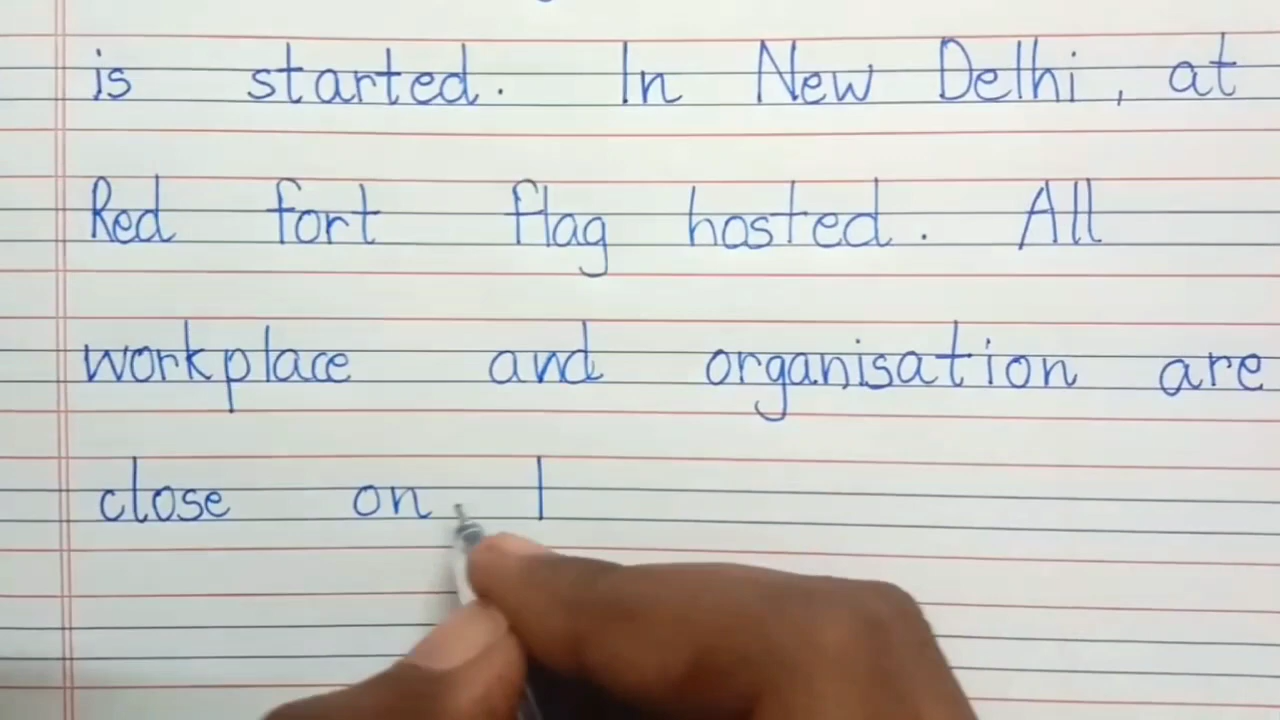 is started. In New Delhi, at
Red fort flag hosted. All
workplace and organisation are
close on